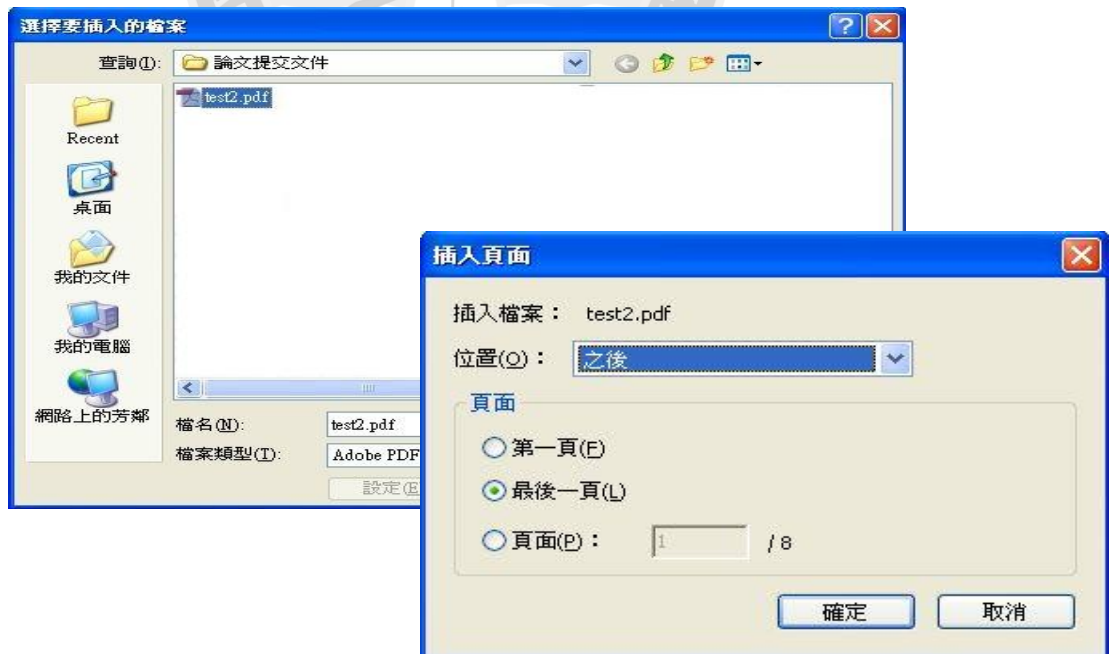 選擇要插入的檔案
查詢(I): 論文提交文件
test2.pdf
Recent
桌面
我的文件
我的電腦
網路上的芳鄰
檔名(N): test2.pdf
檔案類型(T): Adobe PDF
設定(E
插入頁面
插入檔案： test2.pdf
位置(O)： 之後
頁面
第一頁(F)
最後一頁(L)
頁面(P)： 1 / 8
確定 取消